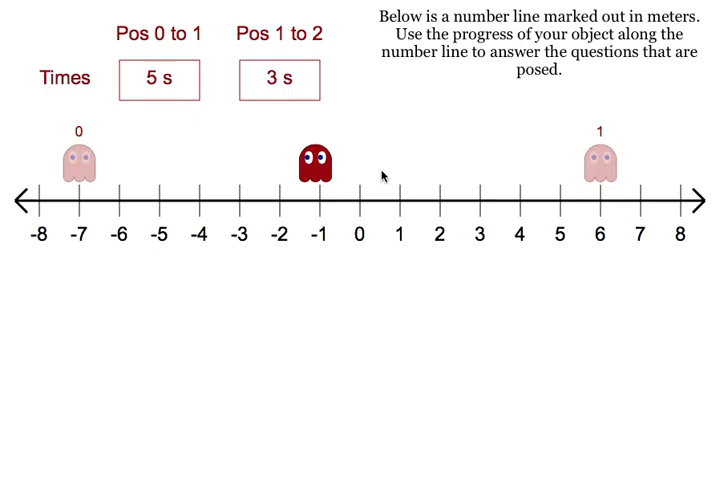 Below is a number line marked out in meters.
Use the progress of your object along the
number line to answer the questions that are
posed.
Pos 0 to 1 Pos 1 to 2
Times 5 s 3 s
0 1
-8 -7 -6 -5 -4 -3 -2 -1 0 1 2 3 4 5 6 7 8